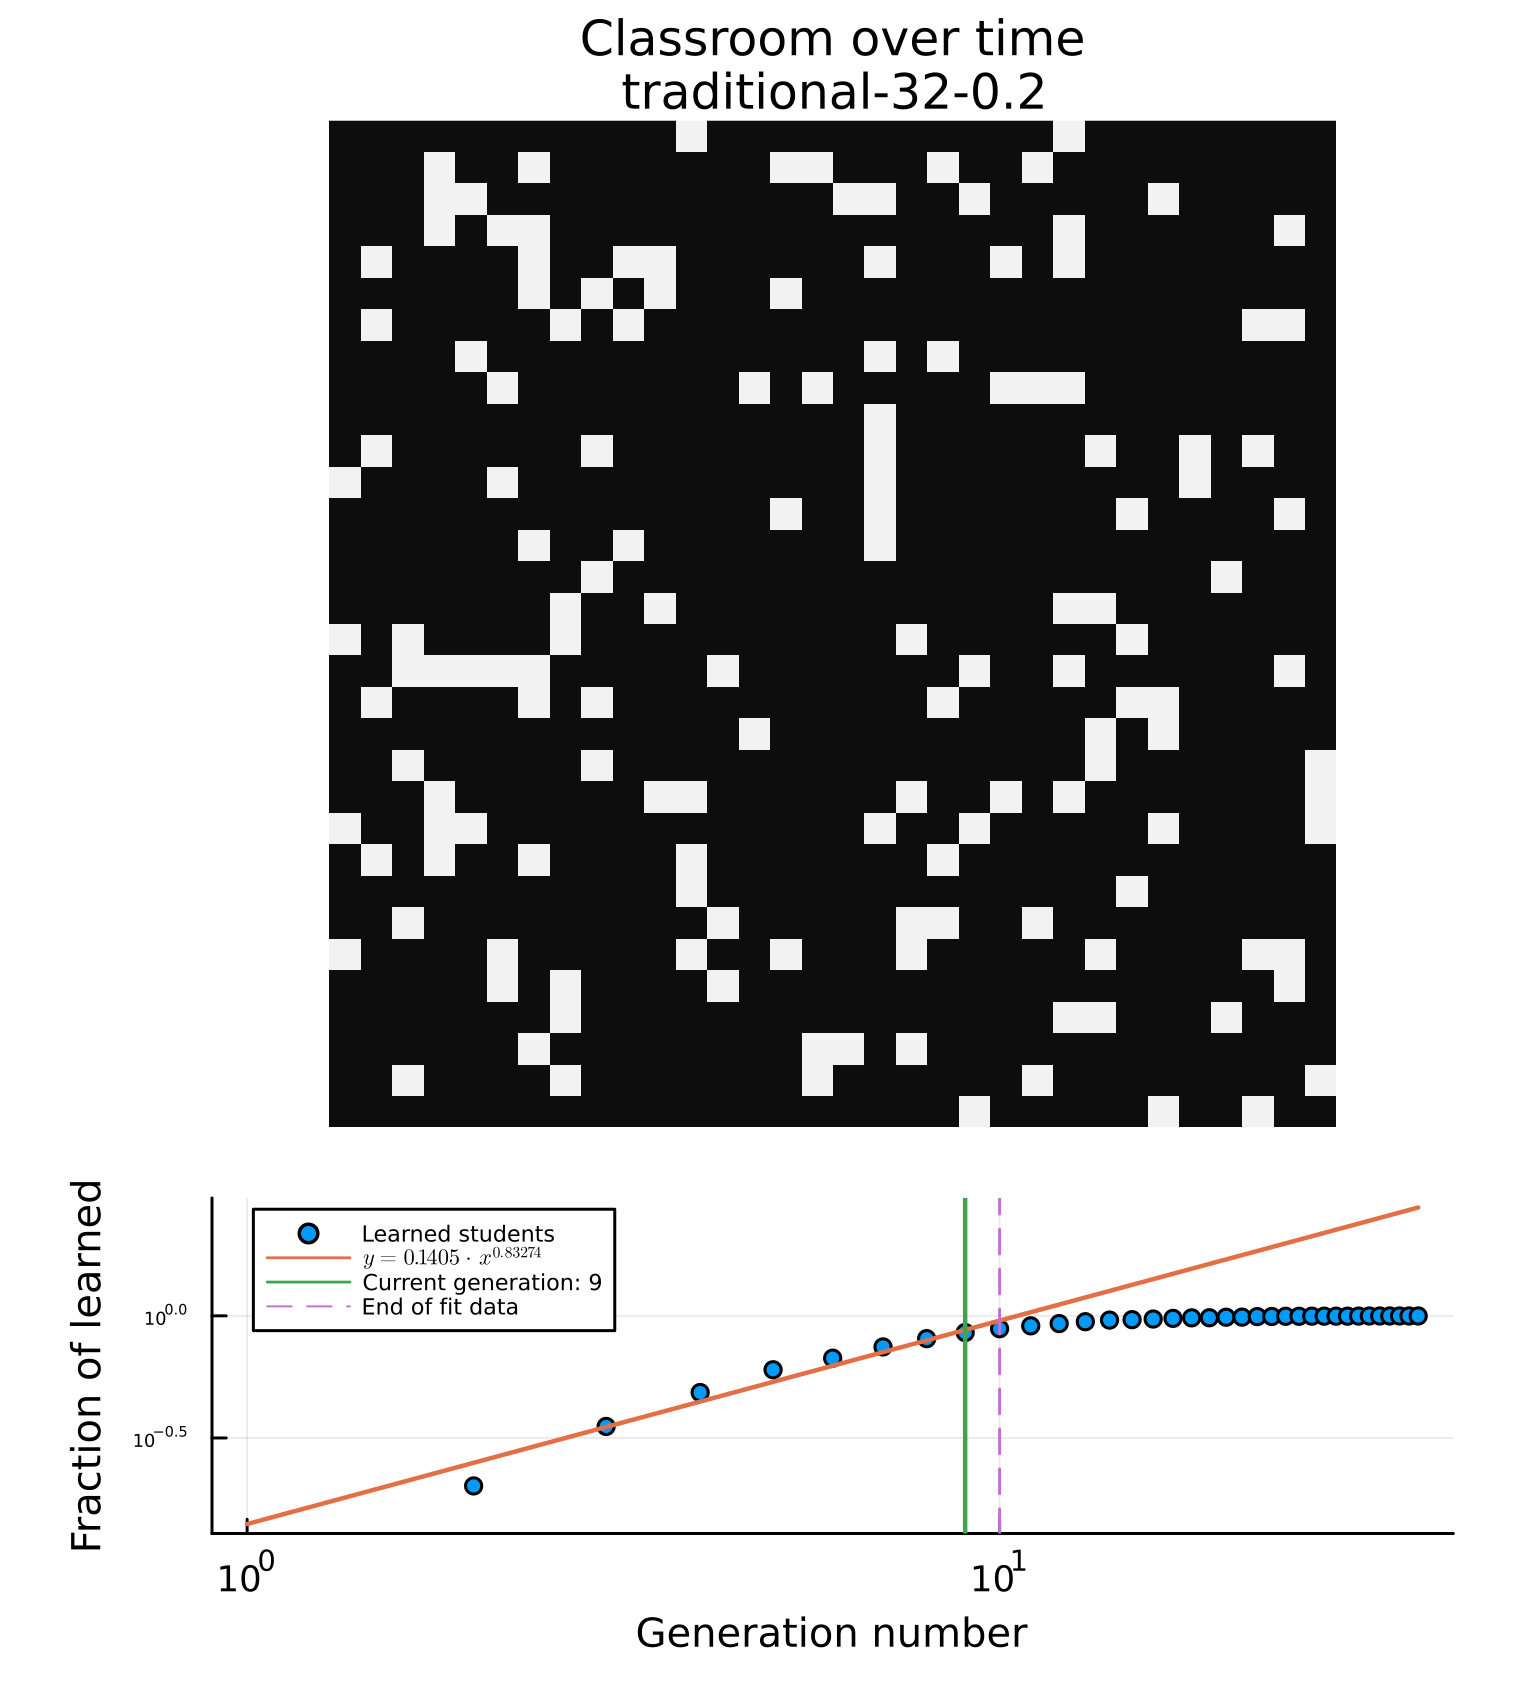 Classroom over time
traditional-32-0.2
Fraction of learned
Learned students
y = 0.1405 · x^0.83274
Current generation: 9
End of fit data
10^0.0
10^−0.5
10^0
10^1
Generation number